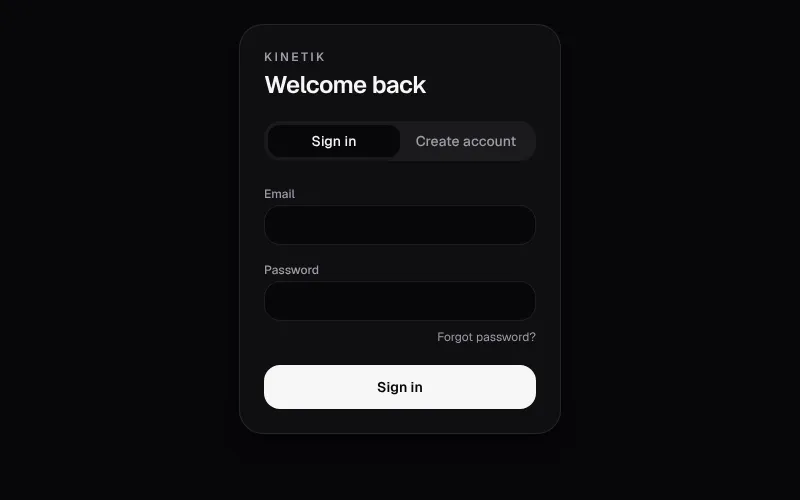 KINETIK
Welcome back
Sign in
Create account
Email
Password
Forgot password?
Sign in